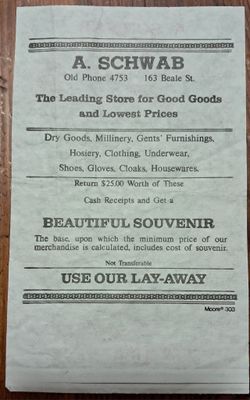 A. SCHWAB
Old Phone 4753 163 Beale St.
The Leading Store for Good Goods
and Lowest Prices
Dry Goods, Millinery, Gents' Furnishings,
Hosiery, Clothing, Underwear,
Shoes, Gloves, Cloaks, Housewares.
Return $25.00 Worth of These
Cash Receipts and Get a
BEAUTIFUL SOUVENIR
The base, upon which the minimum price of our
merchandise is calculated, includes cost of souvenir.
Not Transferable
USE OUR LAY-AWAY
Moore® 303